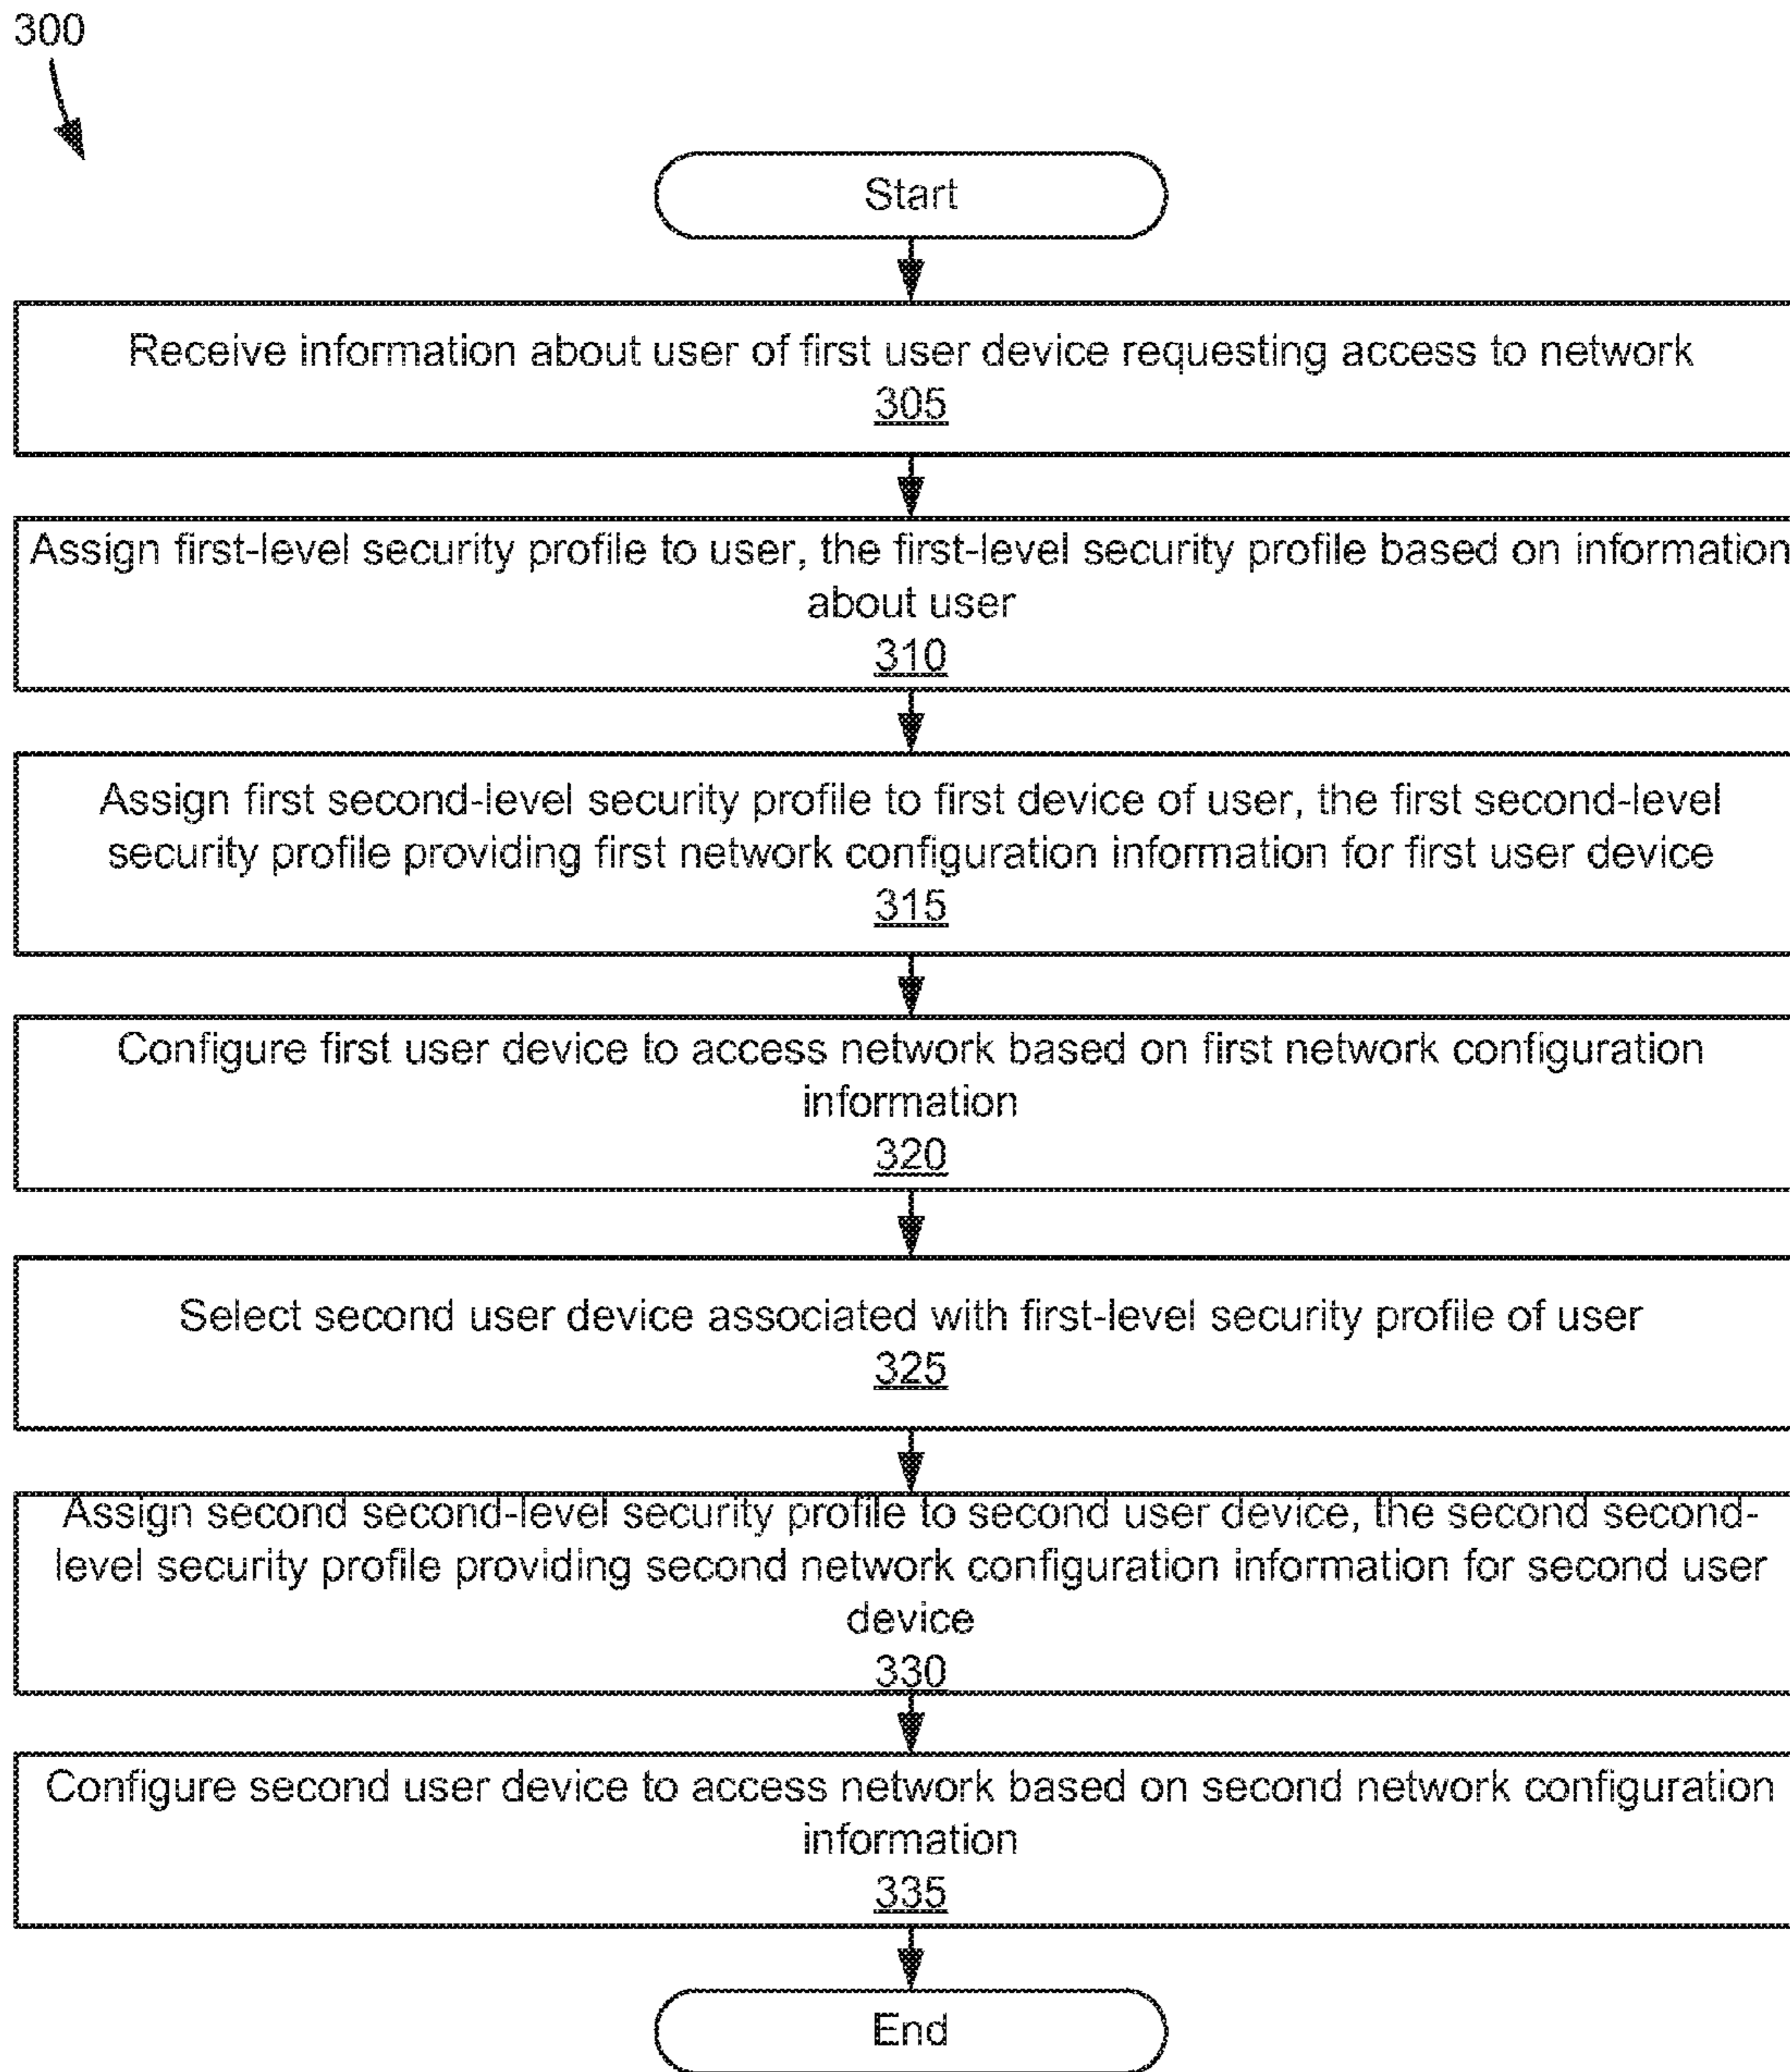 300
Start
Receive information about user of first user device requesting access to network
305
Assign first-level security profile to user, the first-level security profile based on information
about user
310
Assign first second-level security profile to first device of user, the first second-level
security profile providing first network configuration information for first user device
315
Configure first user device to access network based on first network configuration
information
320
Select second user device associated with first-level security profile of user
325
Assign second second-level security profile to second user device, the second second-
level security profile providing second network configuration information for second user
device
330
Configure second user device to access network based on second network configuration
information
335
End